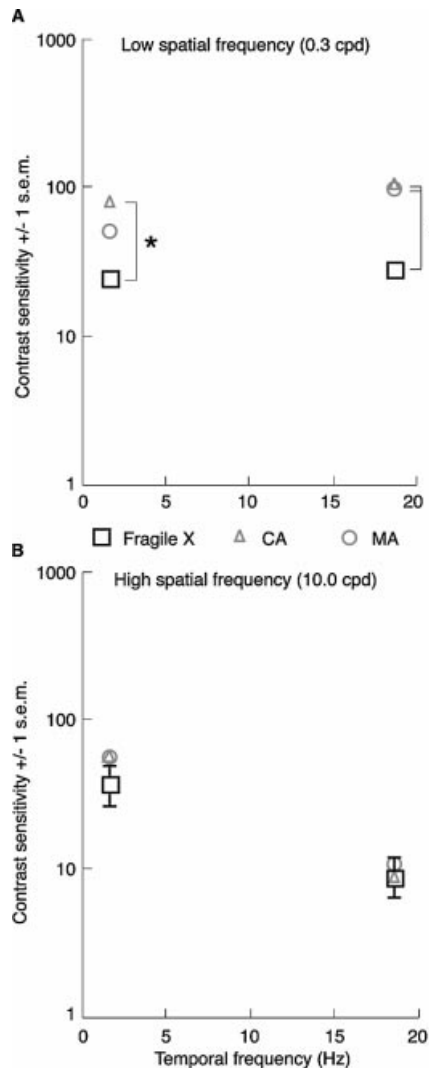 A
Low spatial frequency (0.3 cpd)
Contrast sensitivity +/- 1 s.e.m.
1000
100
10
1
*
0 5 10 15 20
Fragile X CA MA
B
High spatial frequency (10.0 cpd)
Contrast sensitivity +/- 1 s.e.m.
1000
100
10
1
0 5 10 15 20
Temporal frequency (Hz)